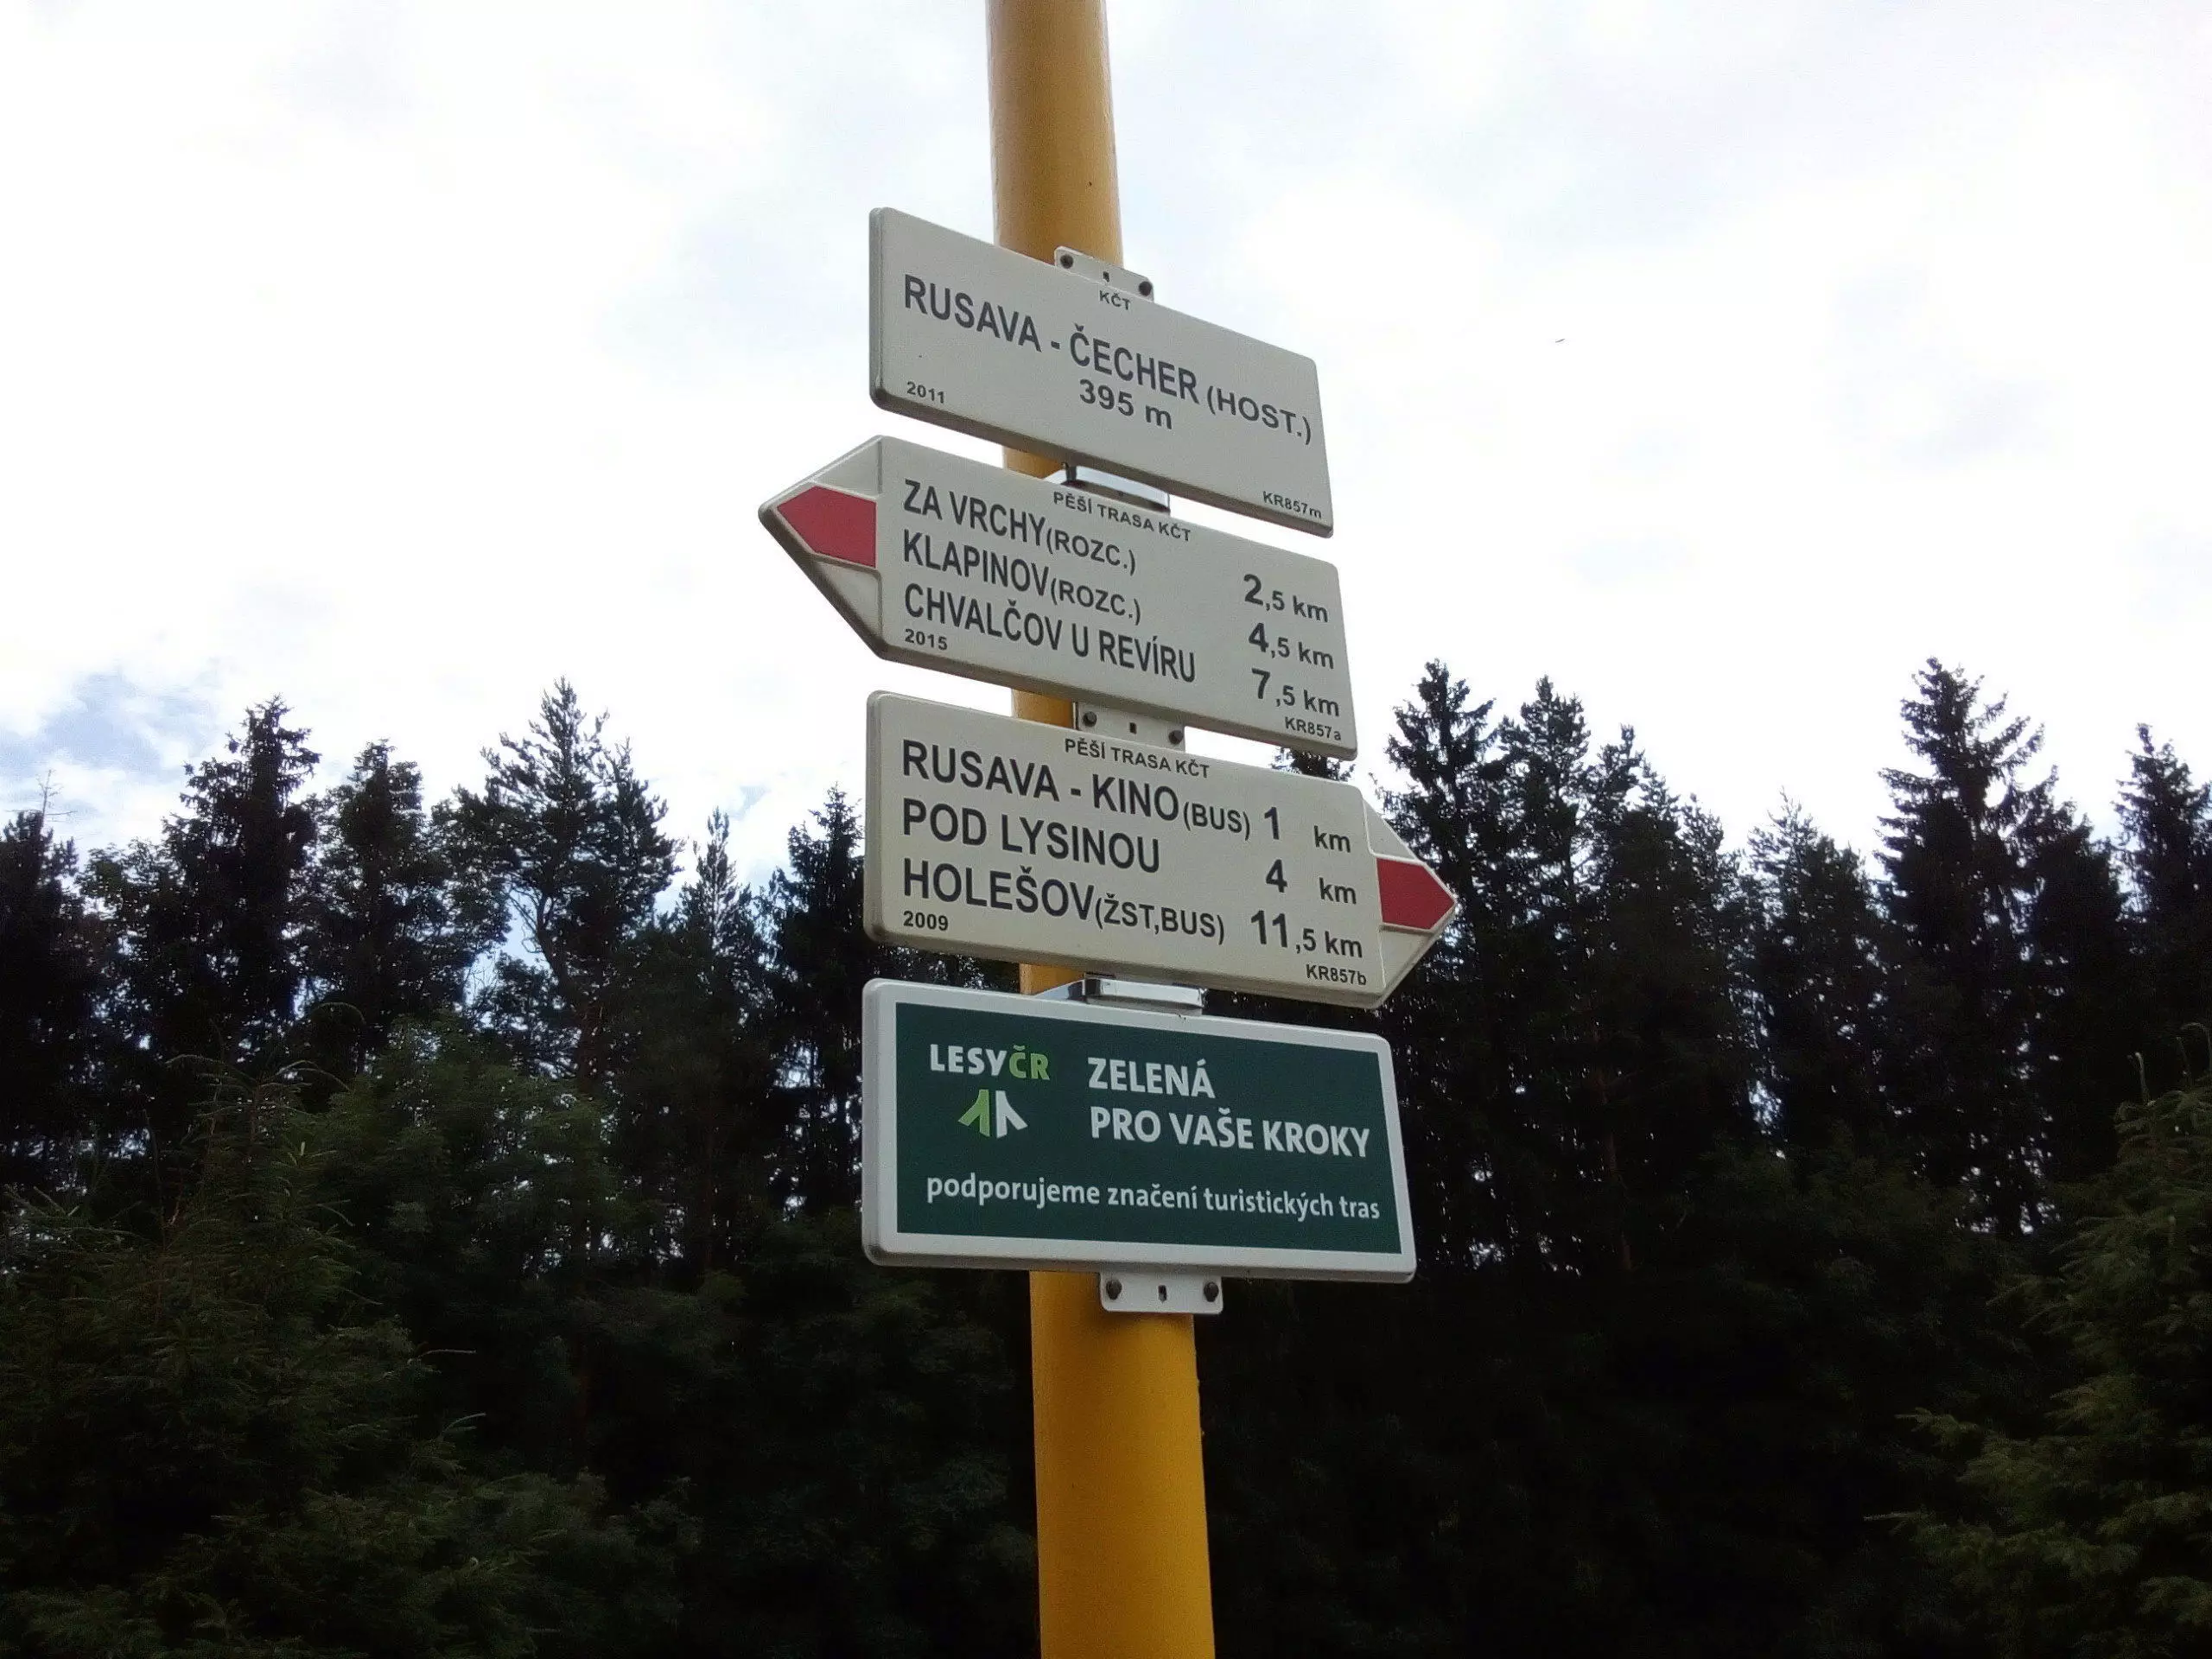 KČT
RUSAVA - ČECHER (HOST.)
395 m
2011
KR857m
PĚŠÍ TRASA KČT
ZA VRCHY(ROZC.) 2,5 km
KLAPINOV(ROZC.) 4,5 km
CHVALČOV U REVÍRU 7,5 km
2015
KR857a
PĚŠÍ TRASA KČT
RUSAVA - KINO(BUS) 1 km
POD LYSINOU 4 km
HOLEŠOV(ŽST,BUS) 11,5 km
2009
KR857b
LESYČR
ZELENÁ
PRO VAŠE KROKY
podporujeme značení turistických tras